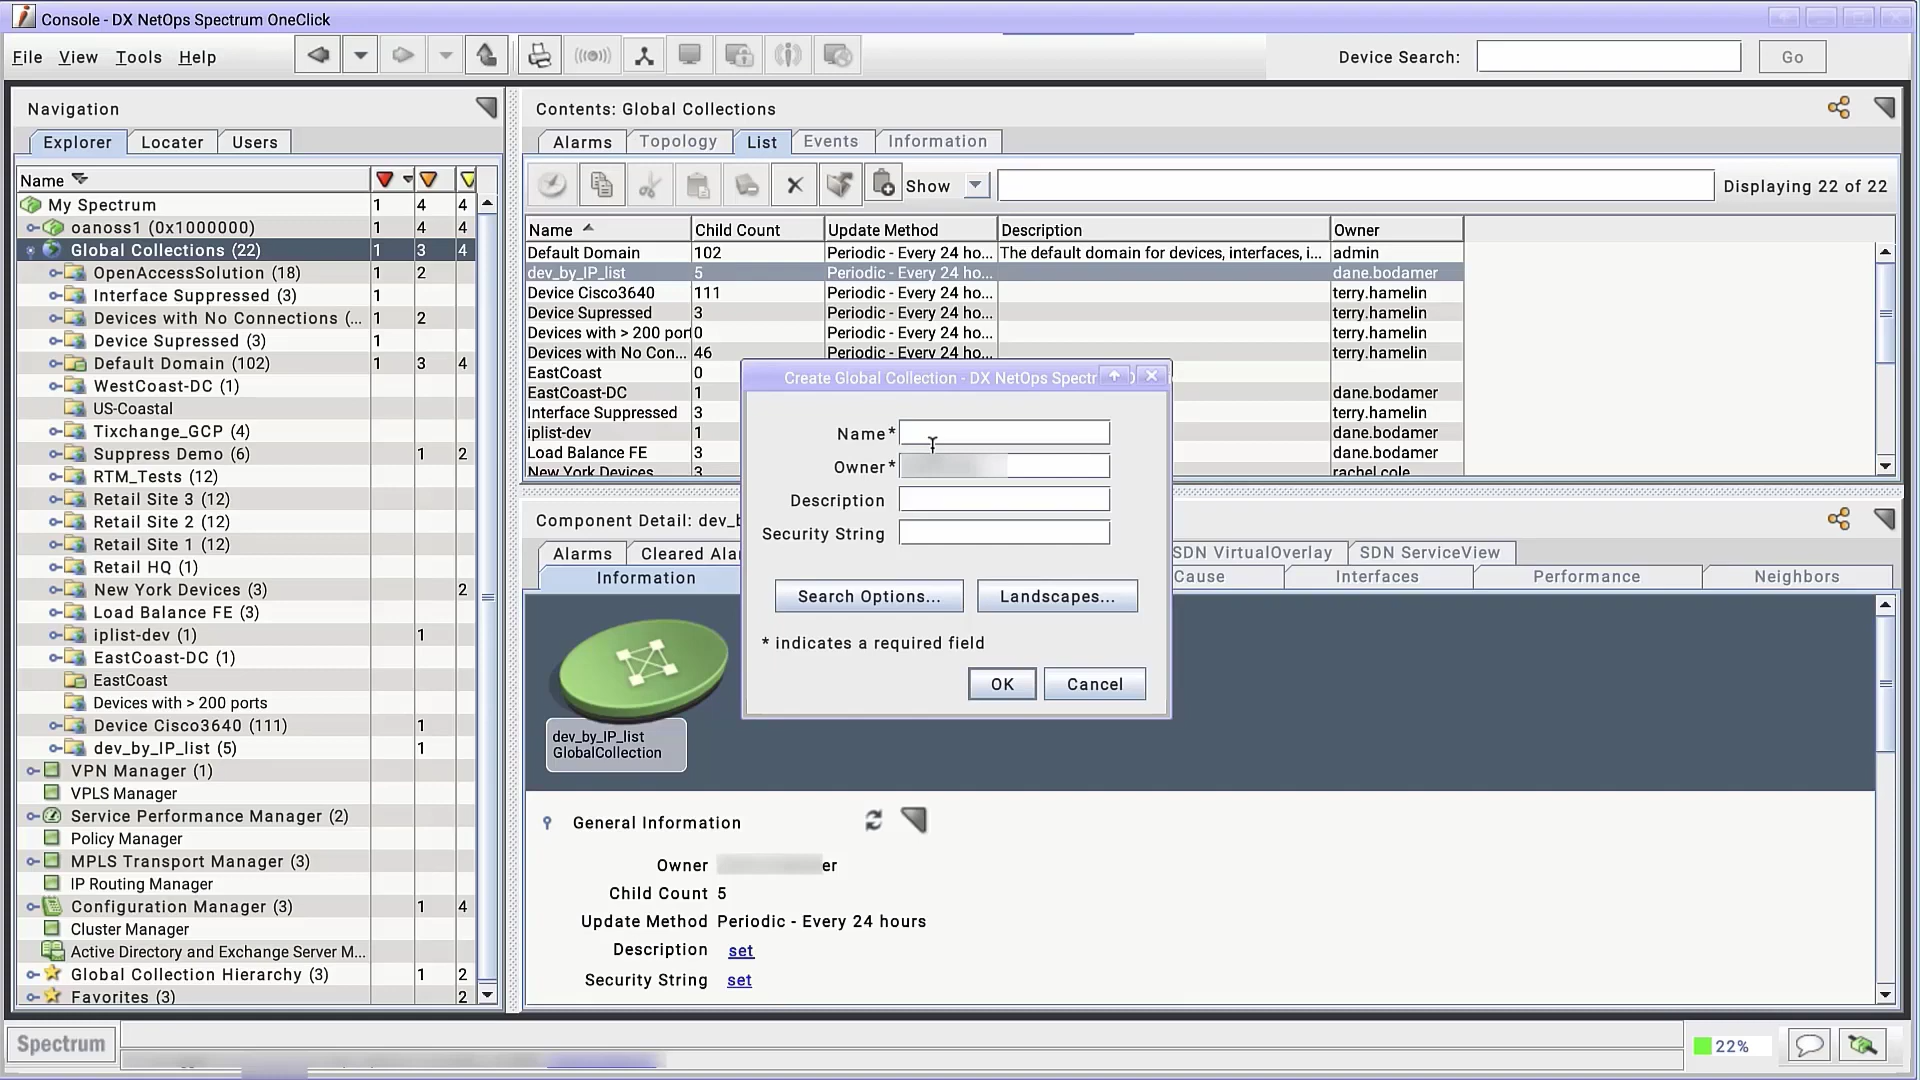 Console - DX NetOps Spectrum OneClick
File View Tools Help
Device Search:
Go
Navigation
Explorer Locater Users
Name
My Spectrum 1 4 4
oanoss1 (0x1000000) 1 4 4
Global Collections (22) 1 3 4
OpenAccessSolution (18) 1 2
Interface Suppressed (3) 1
Devices with No Connections (... 1 2
Device Supressed (3) 1
Default Domain (102) 1 3 4
WestCoast-DC (1)
US-Coastal
Tixchange_GCP (4)
Suppress Demo (6) 1 2
RTM_Tests (12)
Retail Site 3 (12)
Retail Site 2 (12)
Retail Site 1 (12)
Retail HQ (1)
New York Devices (3) 2
Load Balance FE (3)
iplist-dev (1) 1
EastCoast-DC (1)
EastCoast
Devices with > 200 ports
Device Cisco3640 (111) 1
dev_by_IP_list (5) 1
VPN Manager (1)
VPLS Manager
Service Performance Manager (2)
Policy Manager
MPLS Transport Manager (3)
IP Routing Manager
Configuration Manager (3) 1 4
Cluster Manager
Active Directory and Exchange Server M...
Global Collection Hierarchy (3) 1 2
Favorites (3) 2
Contents: Global Collections
Alarms Topology List Events Information
Show
Displaying 22 of 22
Name Child Count Update Method Description Owner
Default Domain 102 Periodic - Every 24 ho... The default domain for devices, interfaces, i... admin
dev_by_IP_list 5 Periodic - Every 24 ho... dane.bodamer
Device Cisco3640 111 Periodic - Every 24 ho... terry.hamelin
Device Supressed 3 Periodic - Every 24 ho... terry.hamelin
Devices with > 200 port 0 Periodic - Every 24 ho... terry.hamelin
Devices with No Con... 46 Periodic - Every 24 ho... terry.hamelin
EastCoast 0
EastCoast-DC 1 dane.bodamer
Interface Suppressed 3 terry.hamelin
iplist-dev 1 dane.bodamer
Load Balance FE 3 dane.bodamer
New York Devices 3 rachel.cole
Create Global Collection - DX NetOps Spectr
Name*
Owner*
Description
Security String
Search Options... Landscapes...
* indicates a required field
OK Cancel
Component Detail: dev_b
Alarms Cleared Alar SDN VirtualOverlay SDN ServiceView
Information Cause Interfaces Performance Neighbors
dev_by_IP_list
GlobalCollection
General Information
Owner er
Child Count 5
Update Method Periodic - Every 24 hours
Description set
Security String set
Spectrum
22%